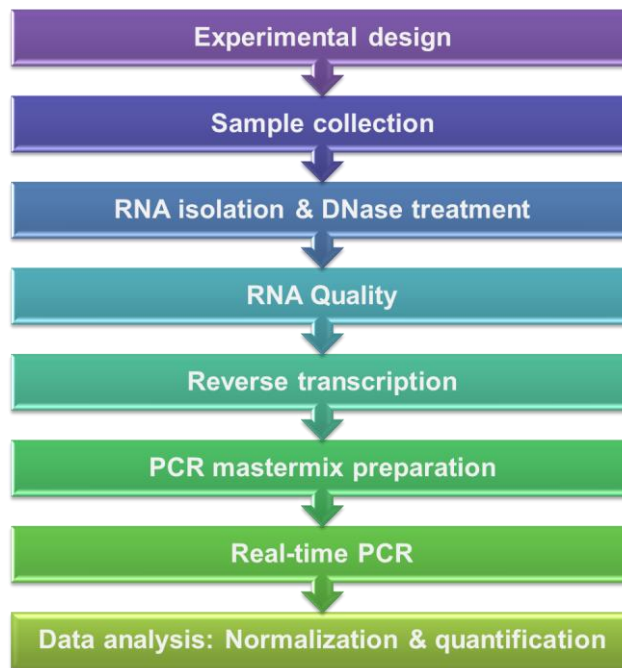 Experimental design
Sample collection
RNA isolation & DNase treatment
RNA Quality
Reverse transcription
PCR mastermix preparation
Real-time PCR
Data analysis: Normalization & quantification